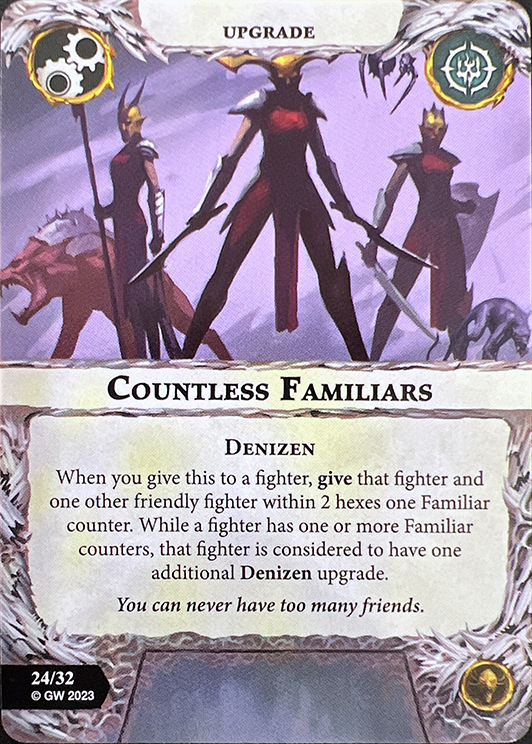 UPGRADE
COUNTLESS FAMILIARS
DENIZEN
When you give this to a fighter, give that fighter and
one other friendly fighter within 2 hexes one Familiar
counter. While a fighter has one or more Familiar
counters, that fighter is considered to have one
additional Denizen upgrade.
You can never have too many friends.
24/32
© GW 2023